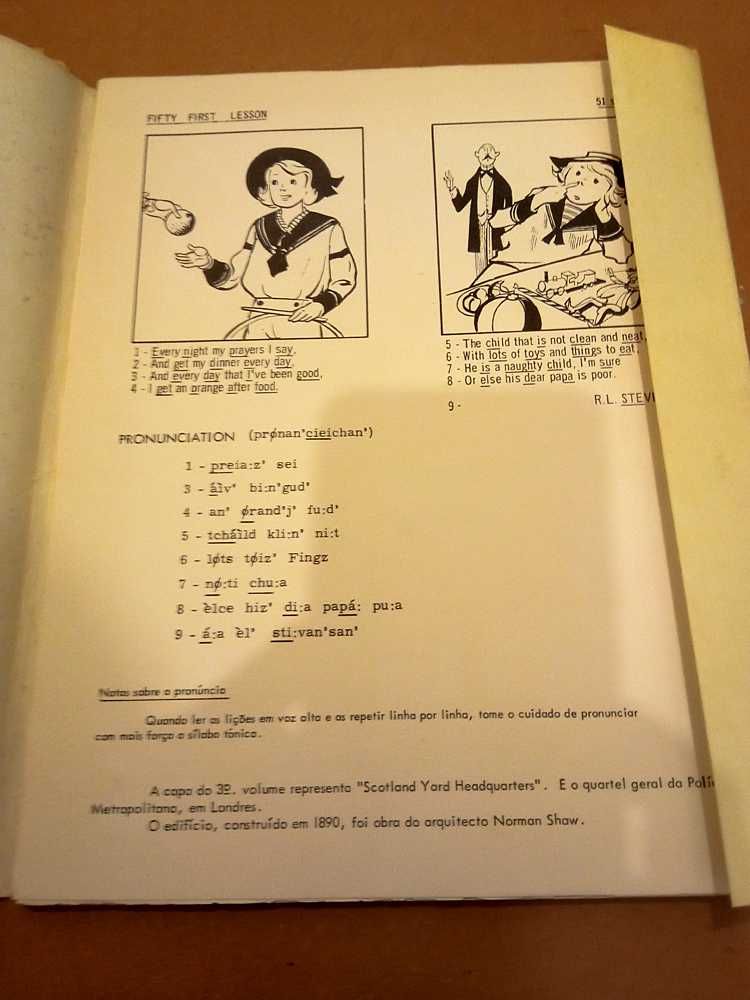 FIFTY FIRST LESSON
51
1 - Every night my prayers I say,
2 - And get my dinner every day,
3 - And every day that I've been good,
4 - I get an orange after food.
5 - The child that is not clean and neat,
6 - With lots of toys and things to eat,
7 - He is a naughty child, I'm sure
8 - Or else his dear papa is poor.
9 - R.L.
PRONUNCIATION (prønan'cieichan')
1 - preia:z' sei
3 - álv' bi:n'gud'
4 - an' ørand'j' fu:d'
5 - tcháìld kli:n' ni:t
6 - løts tøiz' Fingz
7 - nø:ti chu:a
8 - èlce hiz' di:a papá: pu:a
9 - á:a èl' sti:van'san'
Notas sobre a pronúncia
Quando ler as lições em voz alta e as repetir linha por linha, tome o cuidado de pronunciar
com mais força a sílaba tónica.
A capa do 3º. volume representa "Scotland Yard Headquarters". E o quartel geral da
Metropolitana, em Londres.
O edifício, construído em 1890, foi obra do arquitecto Norman Shaw.